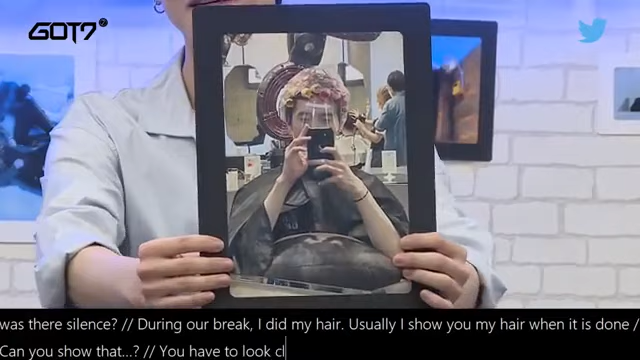 GOT7
was there silence? // During our break, I did my hair. Usually I show you my hair when it is done /
Can you show that...? // You have to look cl